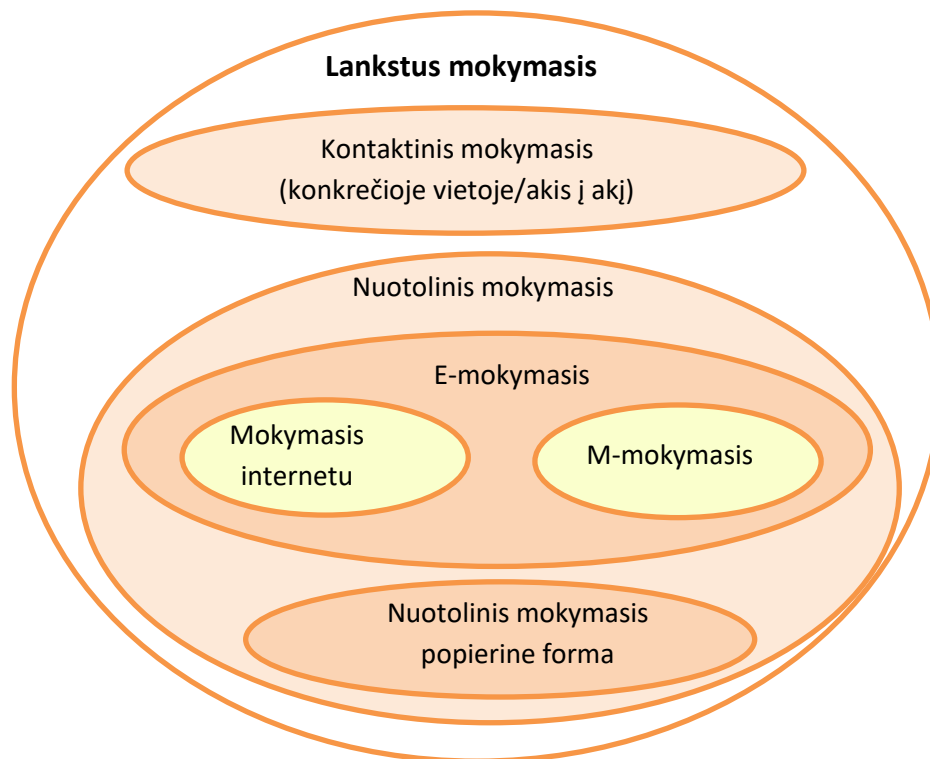 Lankstus mokymasis
Kontaktinis mokymasis
(konkrečioje vietoje/akis į akį)
Nuotolinis mokymasis
E-mokymasis
Mokymasis
internetu
M-mokymasis
Nuotolinis mokymasis
popierine forma